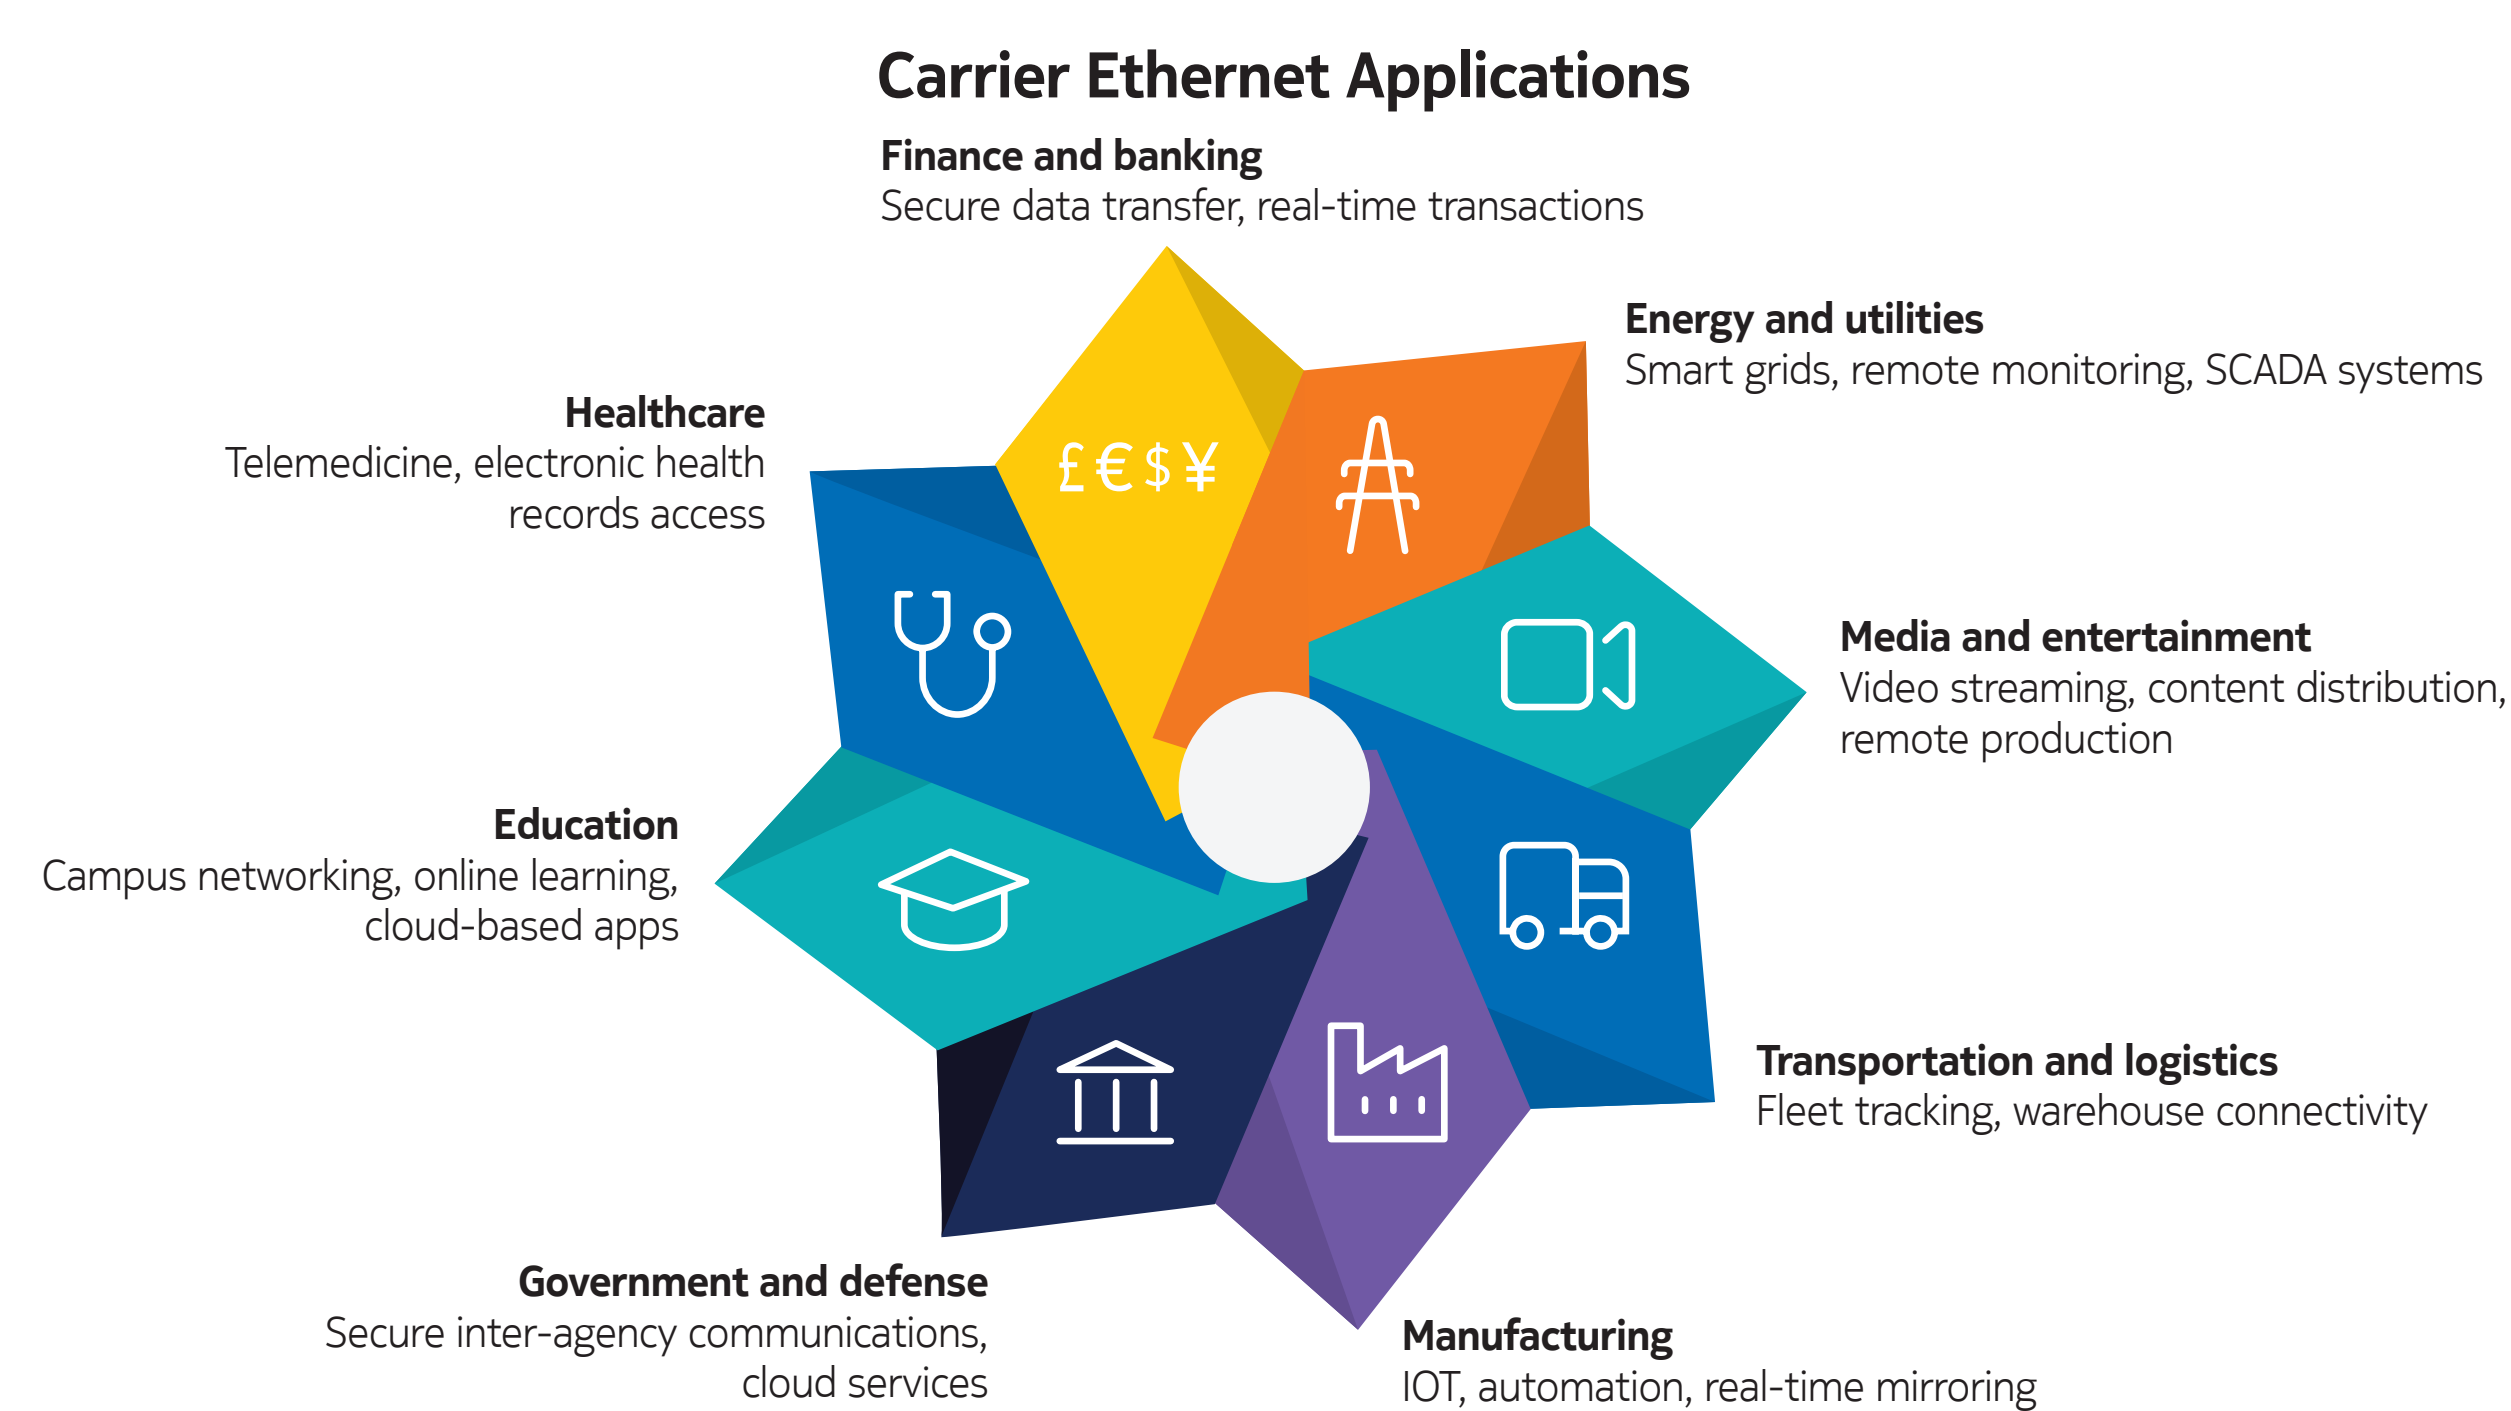 Carrier Ethernet Applications
Finance and banking
Secure data transfer, real-time transactions
£ € $ ¥
Energy and utilities
Smart grids, remote monitoring, SCADA systems
Media and entertainment
Video streaming, content distribution,
remote production
Transportation and logistics
Fleet tracking, warehouse connectivity
Manufacturing
IOT, automation, real-time mirroring
Government and defense
Secure inter-agency communications,
cloud services
Education
Campus networking, online learning,
cloud-based apps
Healthcare
Telemedicine, electronic health
records access